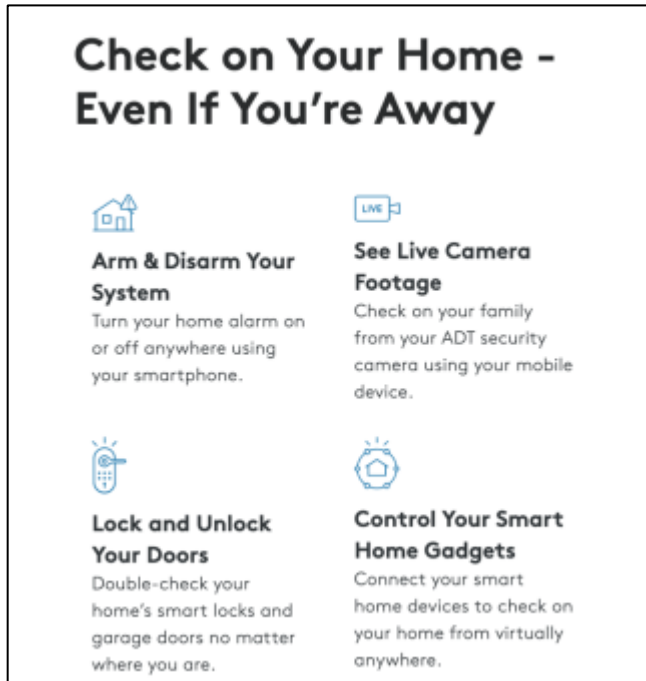 Check on Your Home -
Even If You're Away
LIVE
Arm & Disarm Your
System
Turn your home alarm on
or off anywhere using
your smartphone.
See Live Camera
Footage
Check on your family
from your ADT security
camera using your mobile
device.
Lock and Unlock
Your Doors
Double-check your
home's smart locks and
garage doors no matter
where you are.
Control Your Smart
Home Gadgets
Connect your smart
home devices to check on
your home from virtually
anywhere.